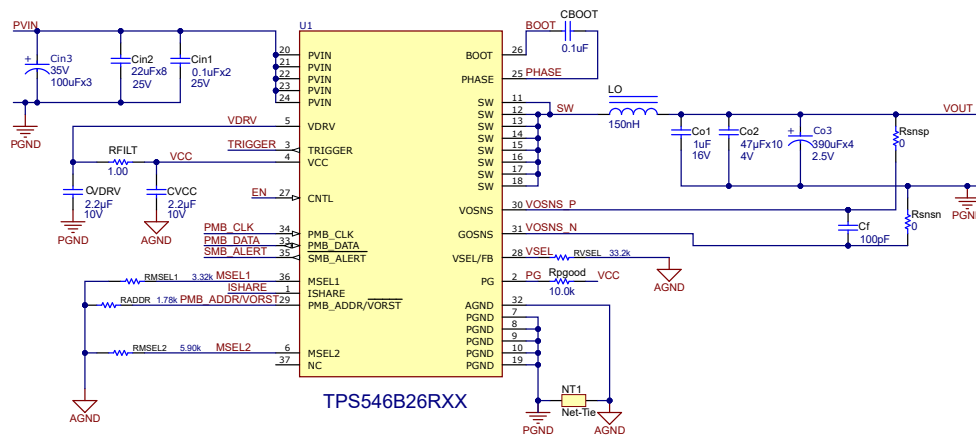 PVIN
Cin3
35V
100uFx3
Cin2
22uFx8
25V
Cin1
0.1uFx2
25V
PGND
VDRV
RFILT
1.00
VCC
CVDRV
2.2µF
10V
PGND
CVCC
2.2µF
10V
AGND
TRIGGER
EN
PMB_CLK
PMB_DATA
SMB_ALERT
RMSEL1 3.32k MSEL1
ISHARE
RADDR 1.78k PMB_ADDR/VORST
RMSEL2 5.90k MSEL2
AGND
U1
20 PVIN
21 PVIN
22 PVIN
23 PVIN
24 PVIN
5 VDRV
3 TRIGGER
4 VCC
27 CNTL
34 PMB_CLK
33 PMB_DATA
35 SMB_ALERT
36 MSEL1
1 ISHARE
29 PMB_ADDR/VORST
6 MSEL2
37 NC
BOOT 26
PHASE 25
SW 11
SW 12
SW 13
SW 14
SW 15
SW 16
SW 17
SW 18
VOSNS 30
GOSNS 31
VSEL/FB 28
PG 2
AGND 32
PGND 7
PGND 8
PGND 9
PGND 10
PGND 19
TPS546B26RXX
BOOT
CBOOT
0.1uF
PHASE
SW
LO
150nH
VOUT
Co1
1uF
16V
Co2
47µFx10
4V
Co3
390uFx4
2.5V
Rsnsp
0
PGND
VOSNS_P
VOSNS_N
Cf
100pF
Rsnsn
0
VSEL
RVSEL 33.2k
AGND
PG
Rpgood
10.0k
VCC
NT1
Net-Tie
PGND
AGND